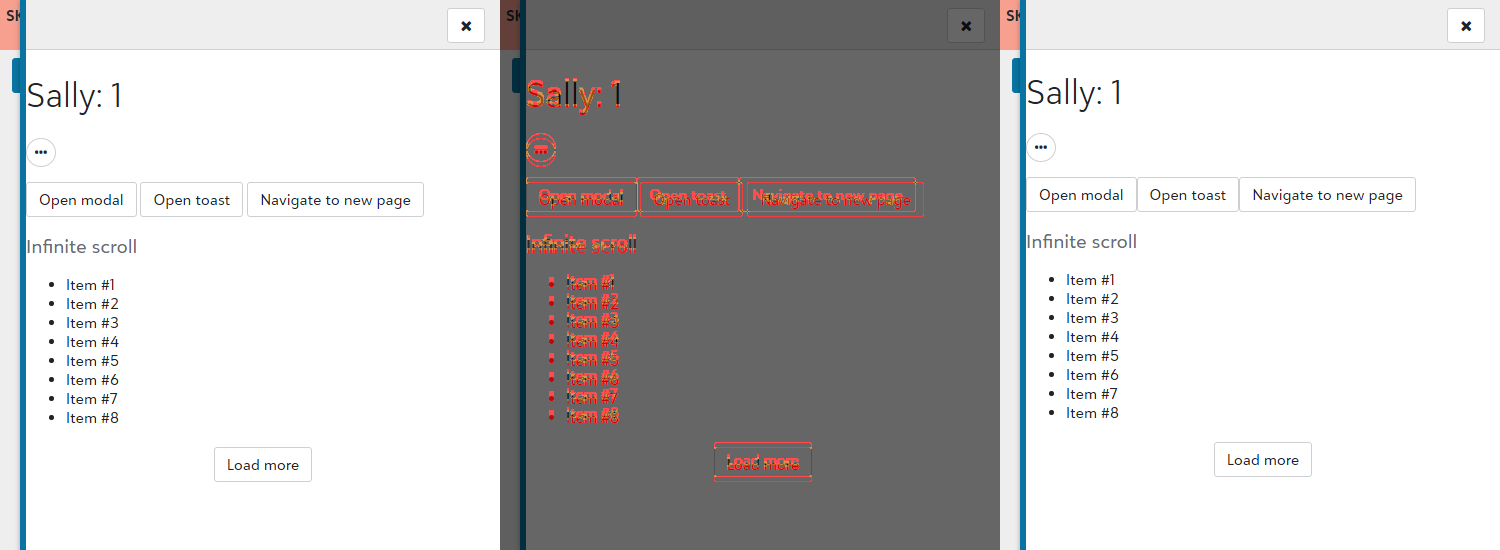 SK
×
Sally: 1
•••
Open modal
Open toast
Navigate to new page
Infinite scroll
• Item #1
• Item #2
• Item #3
• Item #4
• Item #5
• Item #6
• Item #7
• Item #8
Load more
SK
×
Sally: 1
•••
Open modal
Open toast
Navigate to new page
Infinite scroll
• Item #1
• Item #2
• Item #3
• Item #4
• Item #5
• Item #6
• Item #7
• Item #8
Load more
SK
×
Sally: 1
•••
Open modal
Open toast
Navigate to new page
Infinite scroll
• Item #1
• Item #2
• Item #3
• Item #4
• Item #5
• Item #6
• Item #7
• Item #8
Load more